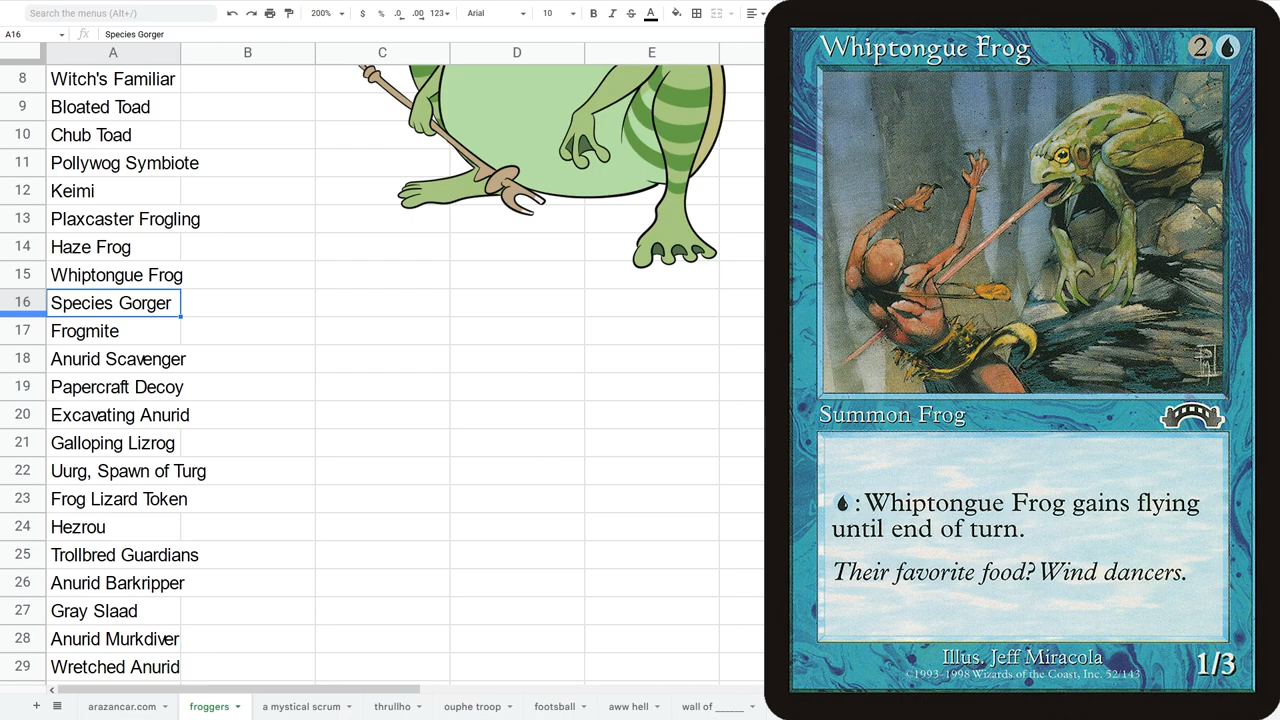 Search the menus (Alt+/)
200%
$ % .0 .00 123
Arial
10
B I S A
A16
fx
Species Gorger
A B C D E
8 Witch's Familiar
9 Bloated Toad
10 Chub Toad
11 Pollywog Symbiote
12 Keimi
13 Plaxcaster Frogling
14 Haze Frog
15 Whiptongue Frog
16 Species Gorger
17 Frogmite
18 Anurid Scavenger
19 Papercraft Decoy
20 Excavating Anurid
21 Galloping Lizrog
22 Uurg, Spawn of Turg
23 Frog Lizard Token
24 Hezrou
25 Trollbred Guardians
26 Anurid Barkripper
27 Gray Slaad
28 Anurid Murkdiver
29 Wretched Anurid
arazancar.com froggers a mystical scrum thrullho ouphe troop footsball aww hell wall of ______
Whiptongue Frog
2
Summon Frog
: Whiptongue Frog gains flying
until end of turn.
Their favorite food? Wind dancers.
Illus. Jeff Miracola
©1993-1998 Wizards of the Coast, Inc. 52/143
1/3